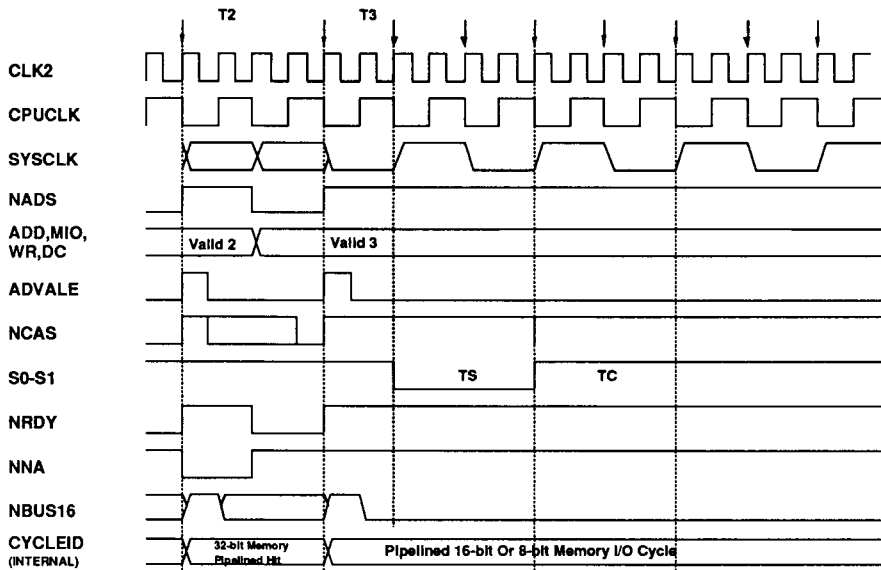 T2 T3
CLK2
CPUCLK
SYSCLK
NADS
ADD,MIO,
WR,DC
Valid 2 Valid 3
ADVALE
NCAS
S0-S1 TS TC
NRDY
NNA
NBUS16
CYCLEID
(INTERNAL)
32-bit Memory
Pipelined Hit
Pipelined 16-bit Or 8-bit Memory I/O Cycle